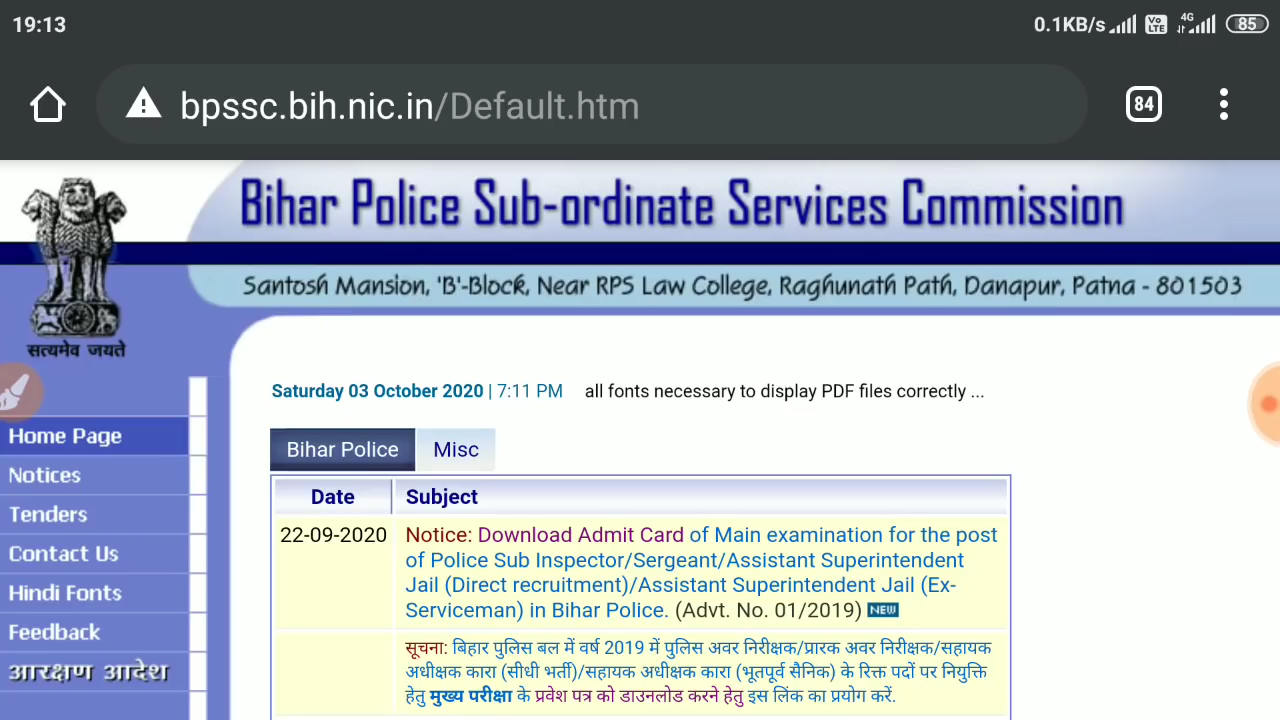 19:13
0.1KB/s Vo LTE 4G 85
bpssc.bih.nic.in/Default.htm
84
Bihar Police Sub-ordinate Services Commission
Santosh Mansion, 'B'-Block, Near RPS Law College, Raghunath Path, Danapur, Patna - 801503
सत्यमेव जयते
Saturday 03 October 2020 | 7:11 PM all fonts necessary to display PDF files correctly ...
Home Page
Notices
Tenders
Contact Us
Hindi Fonts
Feedback
आरक्षण आदेश
Bihar Police Misc
Date Subject
22-09-2020 Notice: Download Admit Card of Main examination for the post
of Police Sub Inspector/Sergeant/Assistant Superintendent
Jail (Direct recruitment)/Assistant Superintendent Jail (Ex-
Serviceman) in Bihar Police. (Advt. No. 01/2019) NEW
सूचना: बिहार पुलिस बल में वर्ष 2019 में पुलिस अवर निरीक्षक/प्रारक अवर निरीक्षक/सहायक
अधीक्षक कारा (सीधी भर्ती)/सहायक अधीक्षक कारा (भूतपूर्व सैनिक) के रिक्त पदों पर नियुक्ति
हेतु मुख्य परीक्षा के प्रवेश पत्र को डाउनलोड करने हेतु इस लिंक का प्रयोग करें.